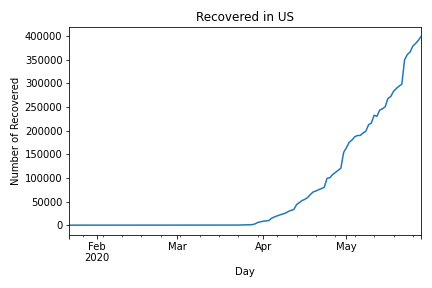 Recovered in US
400000
350000
300000
250000
200000
150000
100000
50000
0
Number of Recovered
Feb
2020
Mar
Apr
May
Day